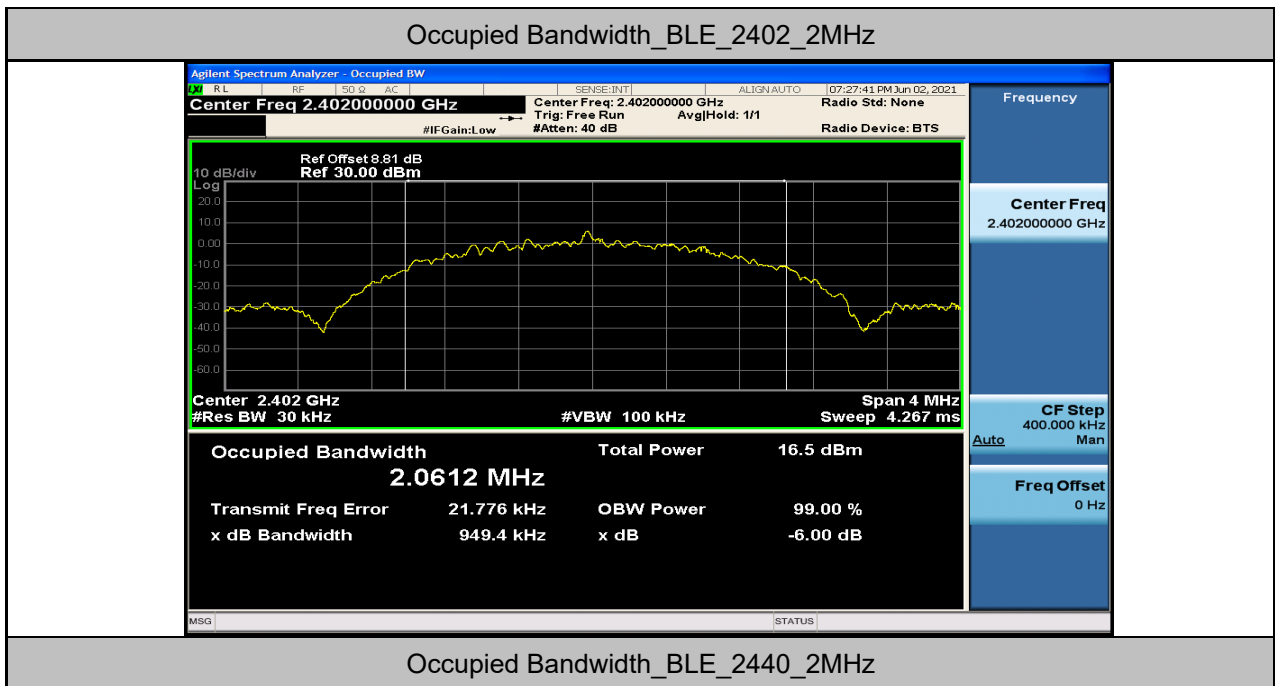 Occupied Bandwidth_BLE_2402_2MHz
Agilent Spectrum Analyzer - Occupied BW
LXI RL RF 50 Ω AC SENSE:INT ALIGN AUTO 07:27:41 PM Jun 02, 2021
Center Freq 2.402000000 GHz Center Freq: 2.402000000 GHz Radio Std: None
Trig: Free Run Avg|Hold: 1/1
#IFGain:Low #Atten: 40 dB Radio Device: BTS
Ref Offset 8.81 dB
10 dB/div Ref 30.00 dBm
Log
20.0
10.0
0.00
-10.0
-20.0
-30.0
-40.0
-50.0
-60.0
Center 2.402 GHz Span 4 MHz
#Res BW 30 kHz #VBW 100 kHz Sweep 4.267 ms
Occupied Bandwidth Total Power 16.5 dBm
2.0612 MHz
Transmit Freq Error 21.776 kHz OBW Power 99.00 %
x dB Bandwidth 949.4 kHz x dB -6.00 dB
MSG STATUS
Frequency
Center Freq
2.402000000 GHz
CF Step
400.000 kHz
Auto Man
Freq Offset
0 Hz
Occupied Bandwidth_BLE_2440_2MHz